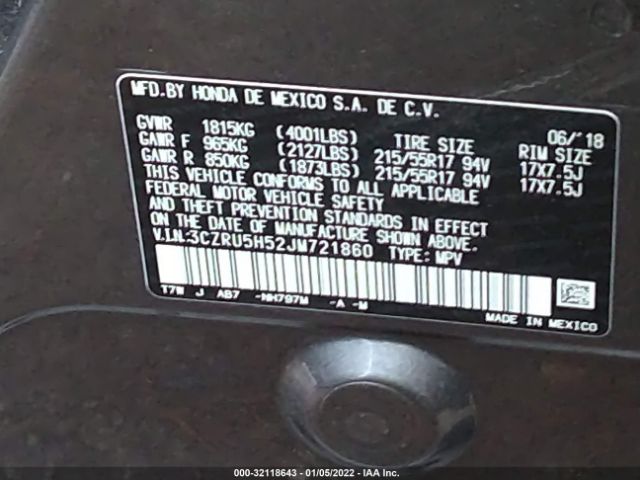 MFD.BY HONDA DE MEXICO S.A. DE C.V.
06/'18
GVWR 1815KG (4001LBS) TIRE SIZE RIM SIZE
GAWR F 965KG (2127LBS) 215/55R17 94V 17X7.5J
GAWR R 850KG (1873LBS) 215/55R17 94V 17X7.5J
THIS VEHICLE CONFORMS TO ALL APPLICABLE
FEDERAL MOTOR VEHICLE SAFETY
AND THEFT PREVENTION STANDARDS IN EFFECT
ON THE DATE OF MANUFACTURE SHOWN ABOVE.
V.I.N:3CZRU5H52JM721860 TYPE: MPV
T7W J AB7 -NH797M -A -M
MADE IN MEXICO
000-32118643 - 01/05/2022 - IAA Inc.